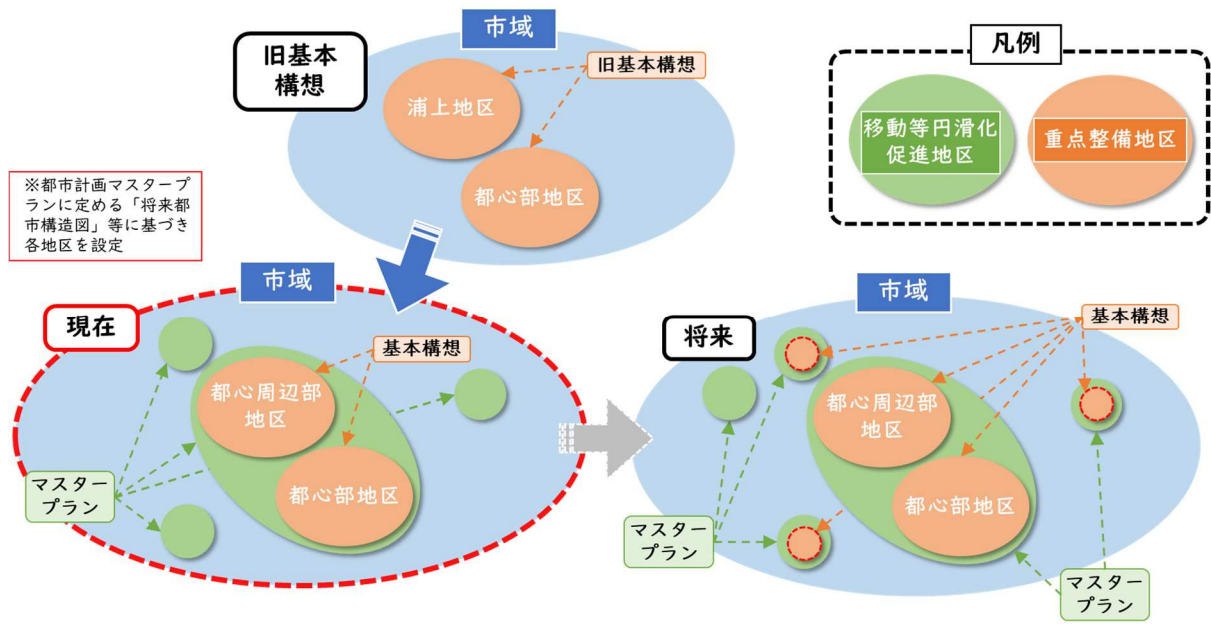 市域
旧基本
構想
旧基本構想
浦上地区
都心部地区
凡例
移動等円滑化
促進地区
重点整備地区
※都市計画マスタープ
ランに定める「将来都
市構造図」等に基づき
各地区を設定
市域
現在
基本構想
都心周辺部
地区
都心部地区
マスター
プラン
市域
将来
基本構想
都心周辺部
地区
都心部地区
マスター
プラン
マスター
プラン